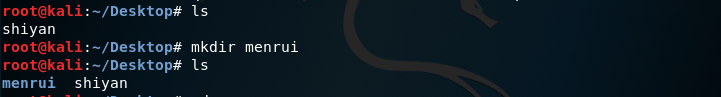 root@kali:~/Desktop# ls
shiyan
root@kali:~/Desktop# mkdir menrui
root@kali:~/Desktop# ls
menrui  shiyan